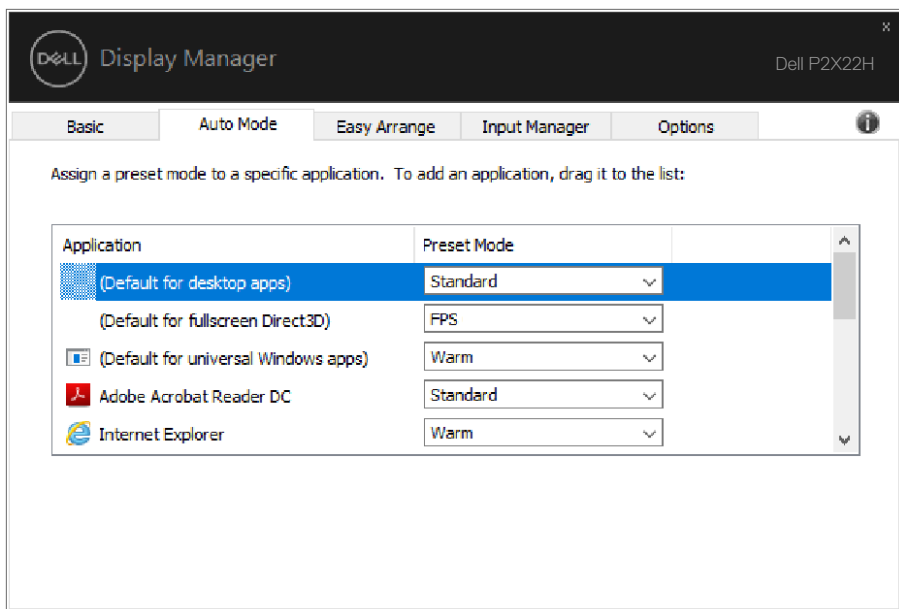 x
DELL Display Manager
Dell P2X22H
Basic Auto Mode Easy Arrange Input Manager Options
Assign a preset mode to a specific application. To add an application, drag it to the list:
Application Preset Mode
(Default for desktop apps) Standard
(Default for fullscreen Direct3D) FPS
(Default for universal Windows apps) Warm
Adobe Acrobat Reader DC Standard
Internet Explorer Warm